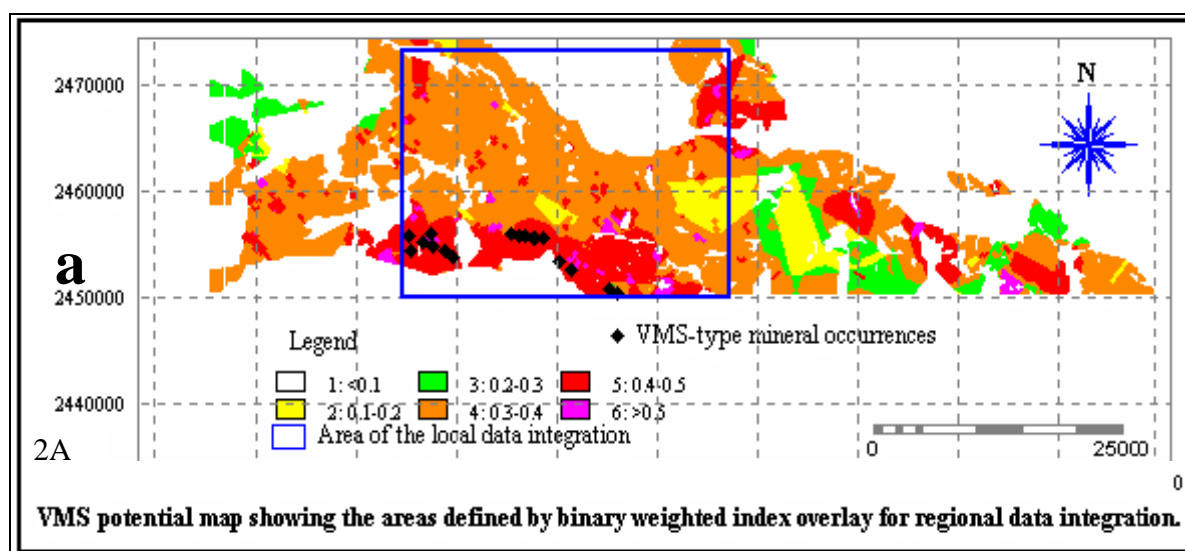 2470000
N
2460000
a
2450000
Legend
VMS-type mineral occurrences
1: <0.1
3: 0.2-0.3
5: 0.4-0.5
2: 0.1-0.2
4: 0.3-0.4
6: >0.5
2440000
Area of the local data integration
2A
0
25000
0
VMS potential map showing the areas defined by binary weighted index overlay for regional data integration.